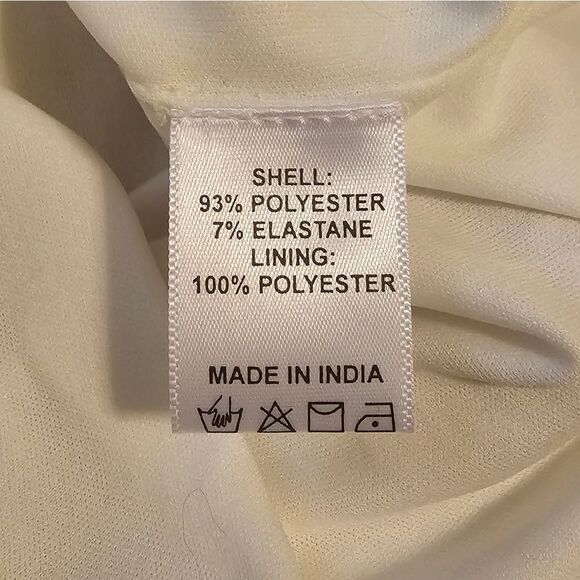 SHELL:
93% POLYESTER
7% ELASTANE
LINING:
100% POLYESTER
MADE IN INDIA